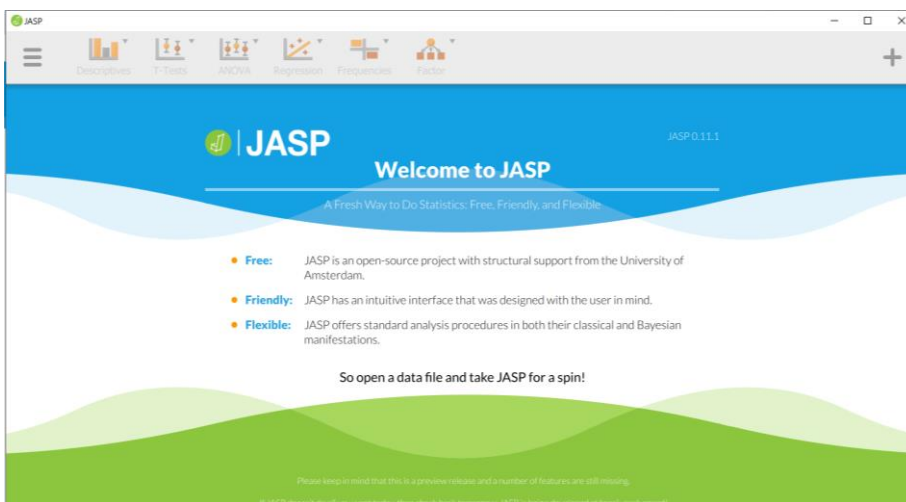 JASP
Descriptives T-Tests ANOVA Regression Frequencies Factor
JASP
JASP 0.11.1
Welcome to JASP
A Fresh Way to Do Statistics: Free, Friendly, and Flexible
Free: JASP is an open-source project with structural support from the University of
Amsterdam.
Friendly: JASP has an intuitive interface that was designed with the user in mind.
Flexible: JASP offers standard analysis procedures in both their classical and Bayesian
manifestations.
So open a data file and take JASP for a spin!
Please keep in mind that this is a preview release and a number of features are still missing.